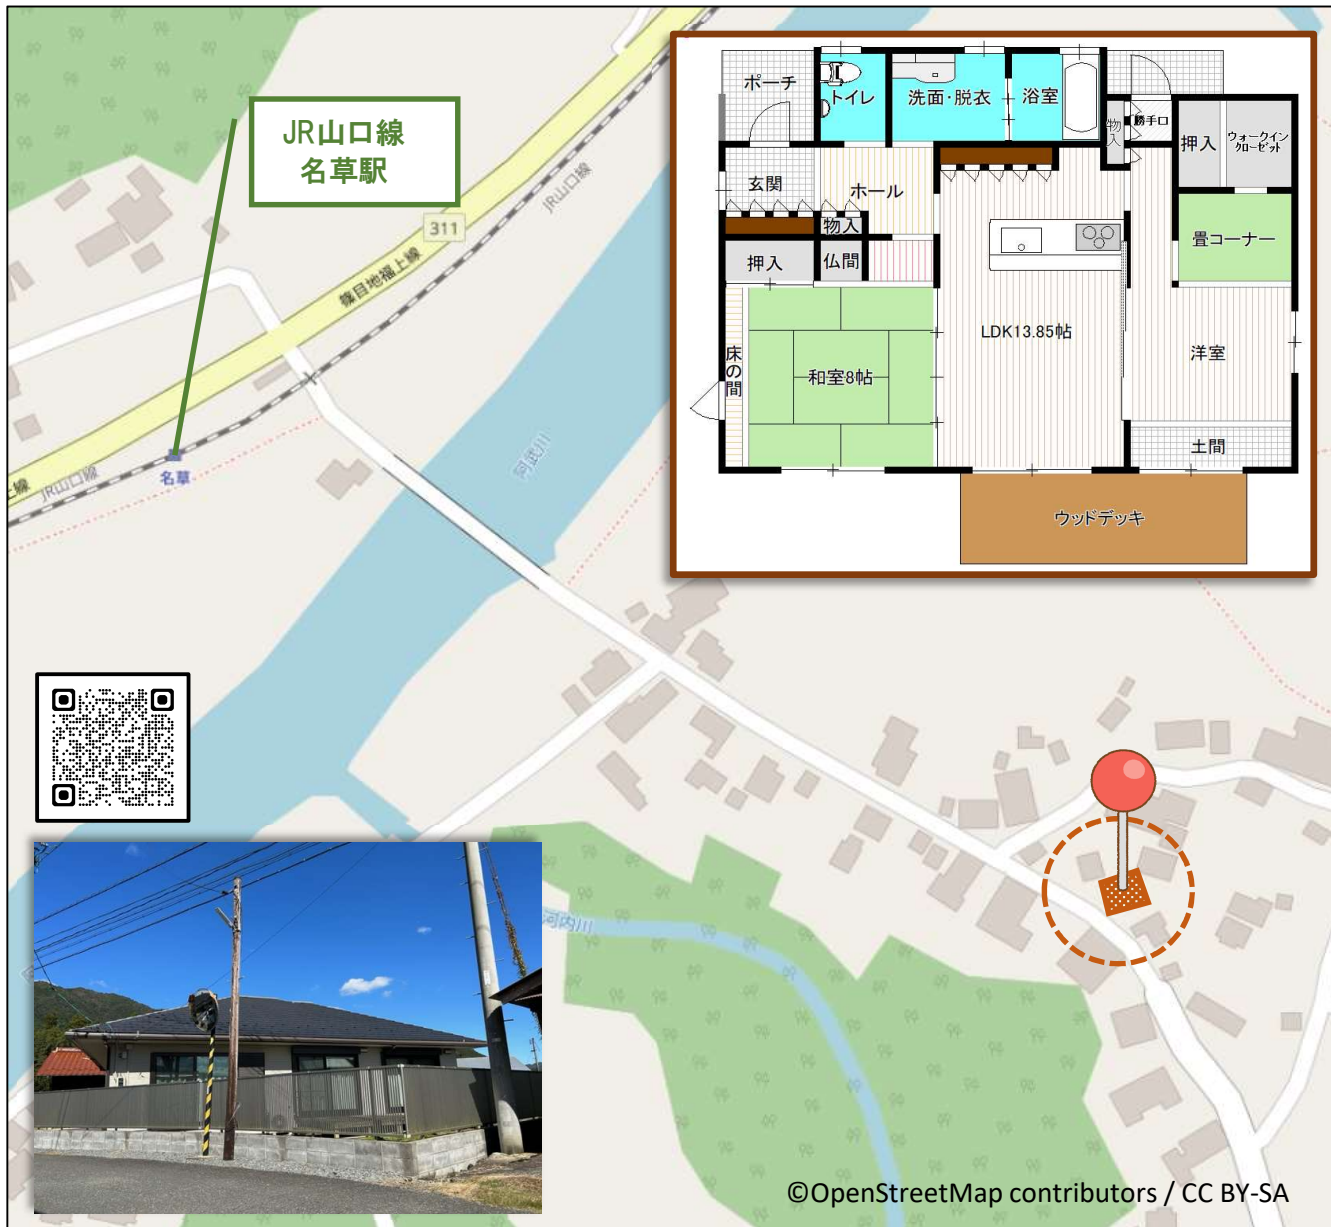 JR山口線
名草駅
JR山口線
311
篠目地福上線
上線
JR山口線
名草
阿武川
河内川
ポーチ
トイレ
洗面・脱衣
浴室
物入
勝手口
押入
ウォークイン
クローゼット
玄関
ホール
物入
押入
仏間
畳コーナー
床の間
和室8帖
LDK13.85帖
洋室
土間
ウッドデッキ
©OpenStreetMap contributors / CC BY-SA